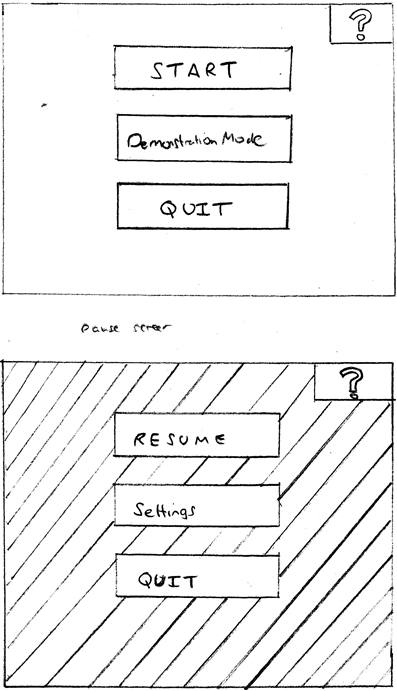 ?
START
Demonstration Mode
QUIT
pause screen
?
RESUME
Settings
QUIT